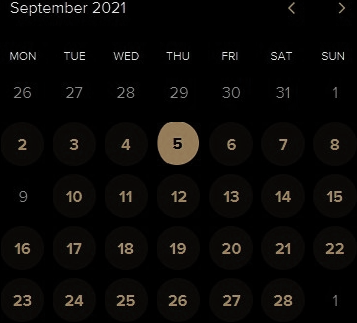 September 2021
MON TUE WED THU FRI SAT SUN
26 27 28 29 30 31 1
2 3 4 5 6 7 8
9 10 11 12 13 14 15
16 17 18 19 20 21 22
23 24 25 26 27 28 1